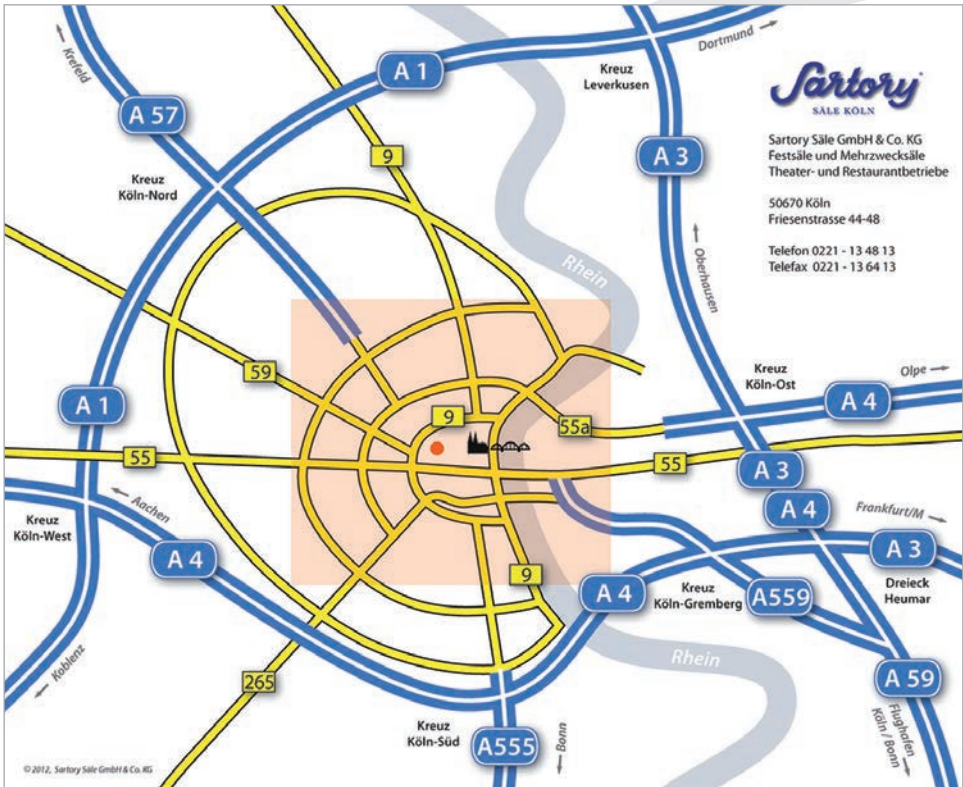 Krefeld
A 57
A 1
Dortmund
Kreuz
Leverkusen
Sartory
SÄLE KÖLN
Sartory Säle GmbH & Co. KG
Festsäle und Mehrzwecksäle
Theater- und Restaurantbetriebe
50670 Köln
Friesenstrasse 44-48
Telefon 0221 - 13 48 13
Telefax 0221 - 13 64 13
9
A 3
Kreuz
Köln-Nord
Rhein
Oberhausen
59
Kreuz
Köln-Ost
Olpe
A 1
9
55a
A 4
55
55
A 3
Aachen
Kreuz
Köln-West
A 4
A 4
Frankfurt/M
A 3
Dreieck
Heumar
9
A 4
Kreuz
Köln-Gremberg
A559
Koblenz
265
Rhein
A 59
Kreuz
Köln-Süd
A555
Bonn
Flughafen
Köln / Bonn
© 2012, Sartory Säle GmbH & Co. KG